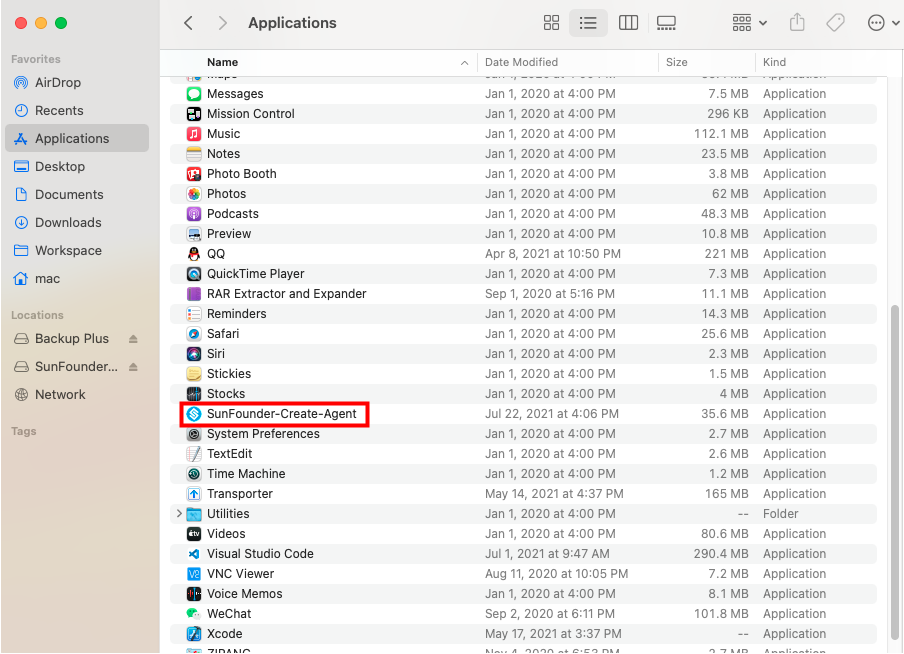 Applications
Favorites
AirDrop
Recents
Applications
Desktop
Documents
Downloads
Workspace
mac
Locations
Backup Plus
SunFounder...
Network
Tags
Name Date Modified Size Kind
Messages Jan 1, 2020 at 4:00 PM 7.5 MB Application
Mission Control Jan 1, 2020 at 4:00 PM 296 KB Application
Music Jan 1, 2020 at 4:00 PM 112.1 MB Application
Notes Jan 1, 2020 at 4:00 PM 23.5 MB Application
Photo Booth Jan 1, 2020 at 4:00 PM 3.8 MB Application
Photos Jan 1, 2020 at 4:00 PM 62 MB Application
Podcasts Jan 1, 2020 at 4:00 PM 48.3 MB Application
Preview Jan 1, 2020 at 4:00 PM 10.8 MB Application
QQ Apr 8, 2021 at 10:50 PM 221 MB Application
QuickTime Player Jan 1, 2020 at 4:00 PM 7.3 MB Application
RAR Extractor and Expander Sep 1, 2020 at 5:16 PM 11.1 MB Application
Reminders Jan 1, 2020 at 4:00 PM 14.3 MB Application
Safari Jan 1, 2020 at 4:00 PM 25.6 MB Application
Siri Jan 1, 2020 at 4:00 PM 2.3 MB Application
Stickies Jan 1, 2020 at 4:00 PM 1.5 MB Application
Stocks Jan 1, 2020 at 4:00 PM 4 MB Application
SunFounder-Create-Agent Jul 22, 2021 at 4:06 PM 35.6 MB Application
System Preferences Jan 1, 2020 at 4:00 PM 2.7 MB Application
TextEdit Jan 1, 2020 at 4:00 PM 2.6 MB Application
Time Machine Jan 1, 2020 at 4:00 PM 1.2 MB Application
Transporter May 14, 2021 at 4:37 PM 165 MB Application
Utilities Jan 1, 2020 at 4:00 PM -- Folder
Videos Jan 1, 2020 at 4:00 PM 80.6 MB Application
Visual Studio Code Jul 1, 2021 at 9:47 AM 290.4 MB Application
VNC Viewer Aug 11, 2020 at 10:05 PM 7.2 MB Application
Voice Memos Jan 1, 2020 at 4:00 PM 8.1 MB Application
WeChat Sep 2, 2020 at 6:11 PM 101.8 MB Application
Xcode May 17, 2021 at 3:37 PM -- Application